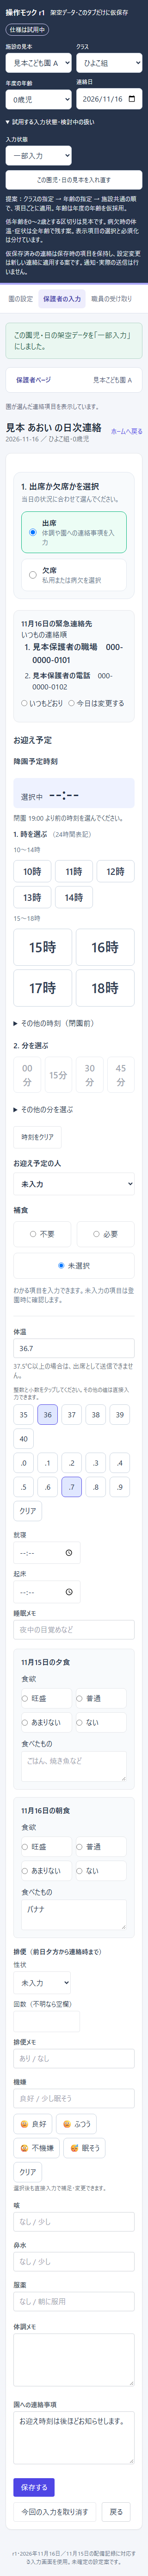 操作モック r1 架空データ・このタブだけに仮保存
仕様は試用中
施設の見本
クラス
見本こども園 A
ひよこ組
年度の年齢
連絡日
0歳児
2026/11/16
▼ 試用する入力状態・検討中の扱い
入力状態
一部入力
この園児・日の見本を入れ直す
前提：クラスの指定 → 年齢の指定 → 施設共通の順で、項目ごとに適用。年齢は年度の年齢を仮採用。
低年齢を0〜2歳とする区切りは見本です。病欠時の体温・症状は全年齢で残す案。表示項目の選択と必須化は分けています。
仮保存済みの連絡は保存時の項目を保持し、設定変更は新しい連絡に適用する案です。通知・実際の送信は行いません。
園の設定
保護者の入力
職員の受け取り
この園児・日の架空データを「一部入力」にしました。
保護者ページ
見本こども園 A
園が選んだ連絡項目を表示しています。
見本 あおい の日次連絡
ホームへ戻る
2026-11-16 ／ ひよこ組・0歳児
1. 出席か欠席かを選択
当日の状況に合わせて選んでください。
出席
体調や園への連絡事項を入力
欠席
私用または病欠を選択
11月16日の緊急連絡先
いつもの連絡順
1. 見本保護者の職場 000-0000-0101
2. 見本保護者の電話 000-0000-0102
いつもどおり
今日は変更する
お迎え予定
降園予定時刻
選択中 --:--
閉園 19:00 より前の時刻を選んでください。
1. 時を選ぶ （24時間表記）
10〜14時
10時
11時
12時
13時
14時
15〜18時
15時
16時
17時
18時
▶ その他の時刻（閉園前）
2. 分を選ぶ
00分
15分
30分
45分
▶ その他の分を選ぶ
時刻をクリア
お迎え予定の人
未入力
補食
不要
必要
未選択
わかる項目を入力できます。未入力の項目は登園時に確認します。
体温
36.7
37.5℃以上の場合は、出席として送信できません。
整数と小数をタップしてください。その他の値は直接入力できます。
35
36
37
38
39
40
.0
.1
.2
.3
.4
.5
.6
.7
.8
.9
クリア
就寝
--:--
起床
--:--
睡眠メモ
夜中の目覚めなど
11月15日の夕食
食欲
旺盛
普通
あまりない
ない
食べたもの
ごはん、焼き魚など
11月16日の朝食
食欲
旺盛
普通
あまりない
ない
食べたもの
バナナ
排便（前日夕方から連絡時まで）
性状
未入力
回数（不明なら空欄）
排便メモ
あり / なし
機嫌
良好 / 少し眠そう
良好
ふつう
不機嫌
眠そう
クリア
選択後も直接入力で補足・変更できます。
咳
なし / 少し
鼻水
なし / 少し
服薬
なし / 朝に服用
体調メモ
園への連絡事項
お迎え時刻は後ほどお知らせします。
保存する
今回の入力を取り消す
戻る
r1・2026年11月16日／11月15日の配備記録に対応する入力画面を使用。未確定の設定案です。